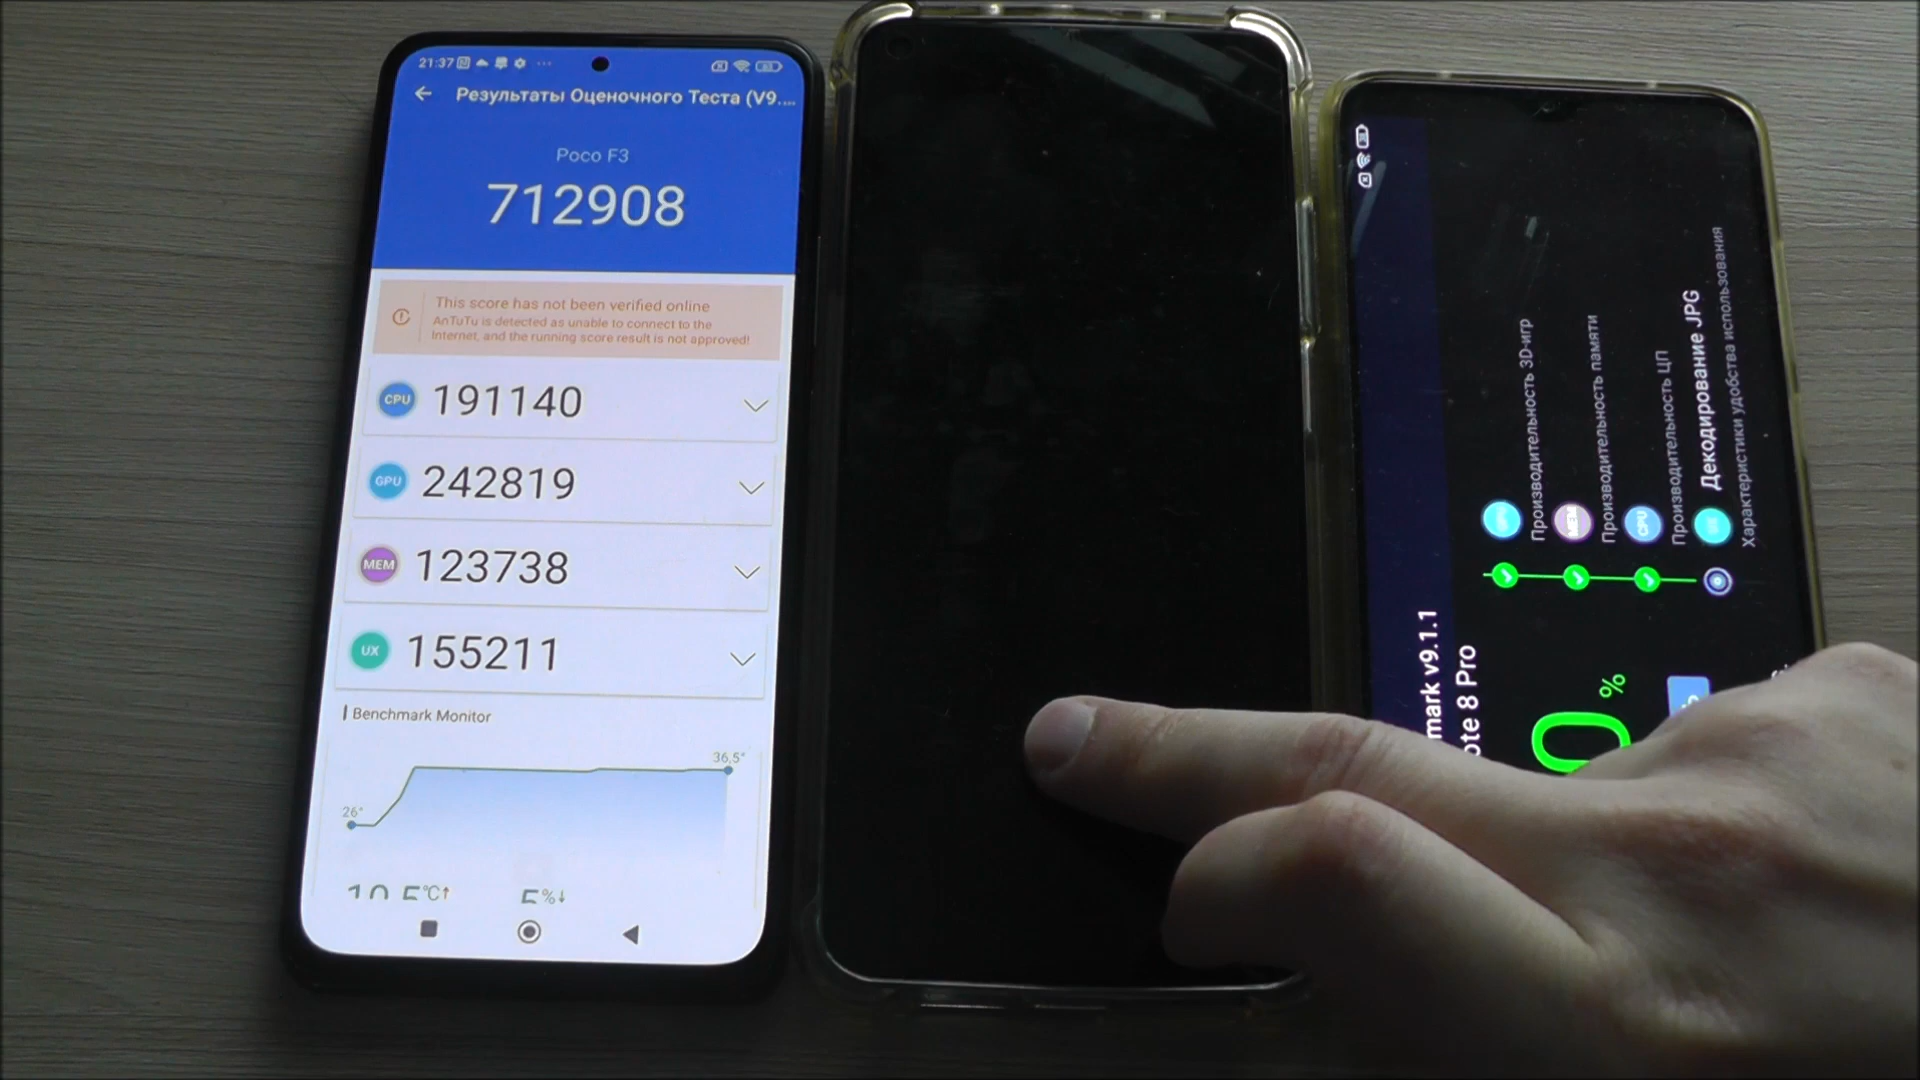 21:37
Результаты Оценочного Теста (V9....
Poco F3
712908
This score has not been verified online
AnTuTu is detected as unable to connect to the
Internet, and the running score result is not approved!
CPU 191140
GPU 242819
MEM 123738
UX 155211
Benchmark Monitor
26°
36,5°
°C↑
%↓
mark v9.1.1
ote 8 Pro
%
Производительность 3D-игр
MEM
Производительность памяти
CPU
Производительность ЦП
Декодирование JPG
Характеристики удобства использования